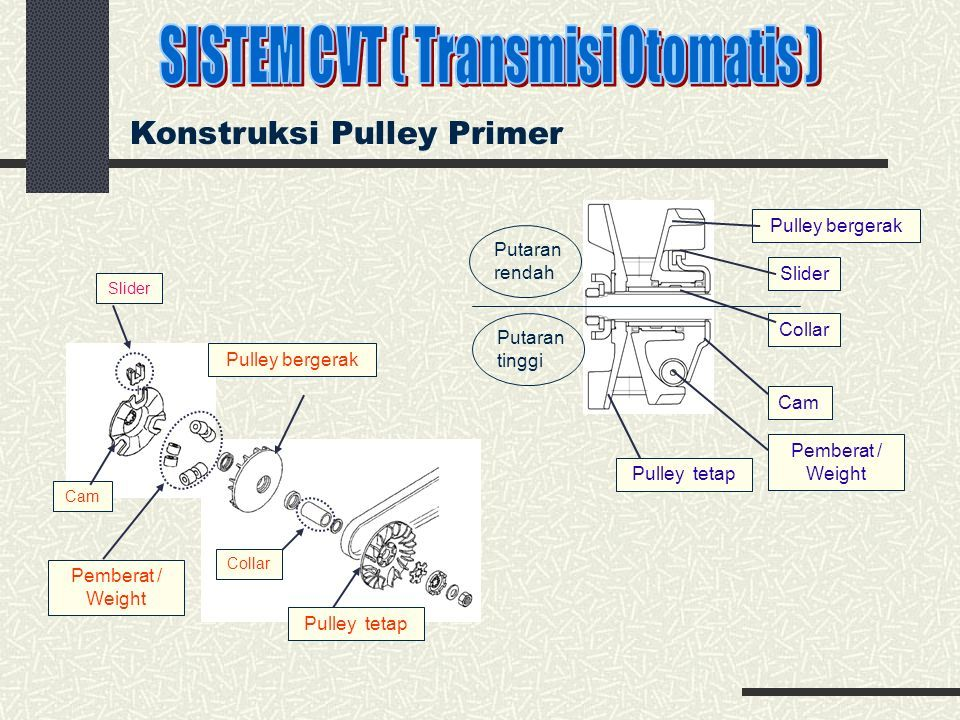 SISTEM CVT ( Transmisi Otomatis )
Konstruksi Pulley Primer
Slider
Pulley bergerak
Cam
Pemberat /
Weight
Collar
Pulley tetap
Putaran
rendah
Putaran
tinggi
Pulley bergerak
Slider
Collar
Cam
Pemberat /
Weight
Pulley tetap